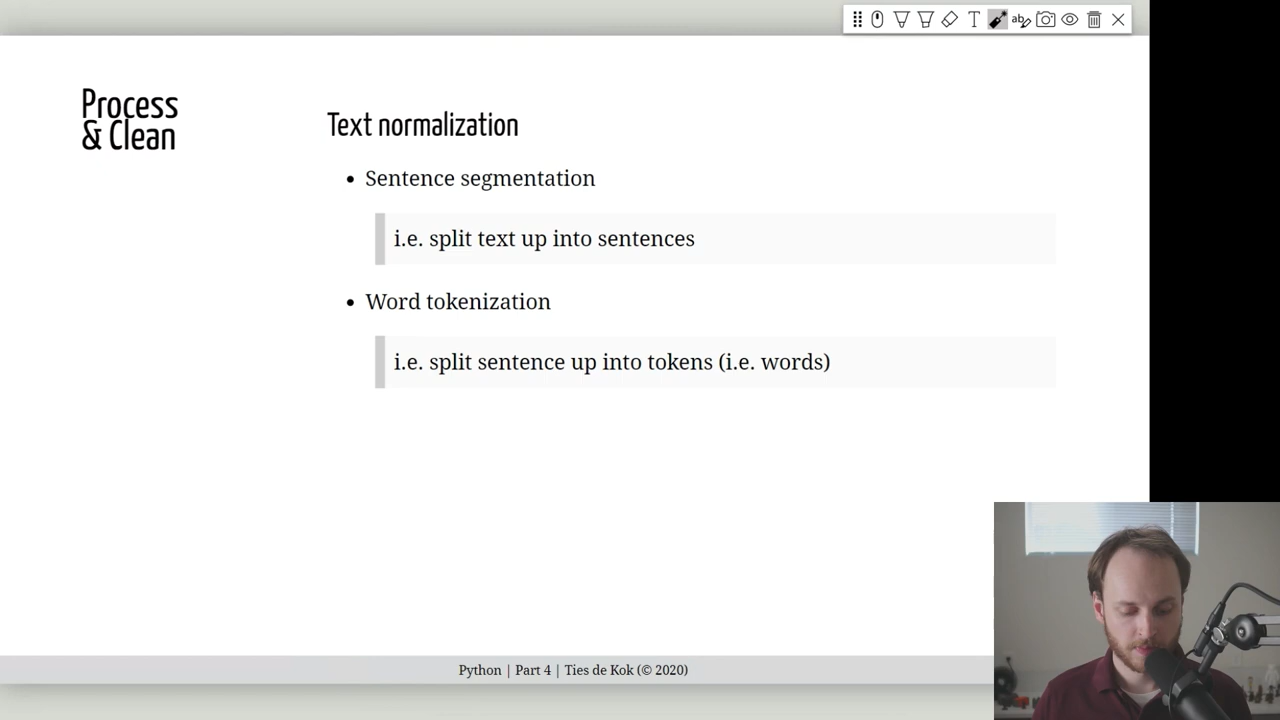 T
ab
Process
& Clean
Text normalization
• Sentence segmentation
i.e. split text up into sentences
• Word tokenization
i.e. split sentence up into tokens (i.e. words)
Python | Part 4 | Ties de Kok (© 2020)